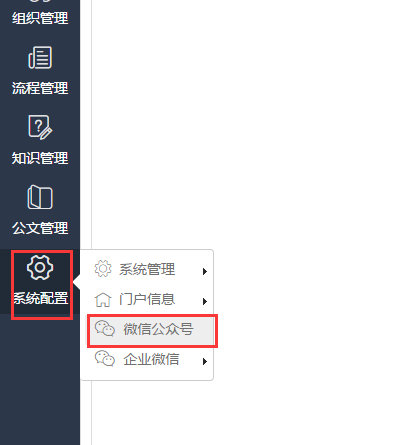 组织管理
流程管理
知识管理
公文管理
系统配置
系统管理
门户信息
微信公众号
企业微信